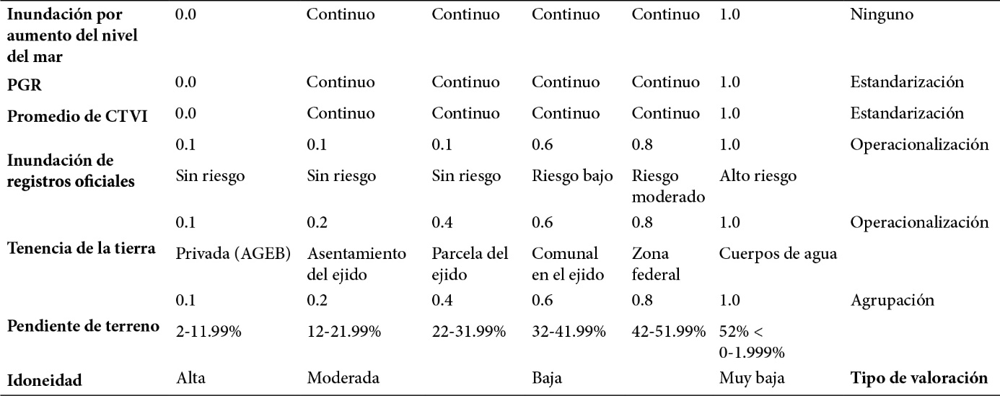 Inundación por aumento del nivel del mar 0.0 Continuo Continuo Continuo Continuo 1.0 Ninguno
PGR 0.0 Continuo Continuo Continuo Continuo 1.0 Estandarización
Promedio de CTVI 0.0 Continuo Continuo Continuo Continuo 1.0 Estandarización
0.1 0.1 0.1 0.6 0.8 1.0 Operacionalización
Inundación de registros oficiales Sin riesgo Sin riesgo Sin riesgo Riesgo bajo Riesgo moderado Alto riesgo
0.1 0.2 0.4 0.6 0.8 1.0 Operacionalización
Tenencia de la tierra Privada (AGEB) Asentamiento del ejido Parcela del ejido Comunal en el ejido Zona federal Cuerpos de agua
0.1 0.2 0.4 0.6 0.8 1.0 Agrupación
Pendiente de terreno 2-11.99% 12-21.99% 22-31.99% 32-41.99% 42-51.99% 52% < 0-1.999%
Idoneidad Alta Moderada Baja Muy baja Tipo de valoración